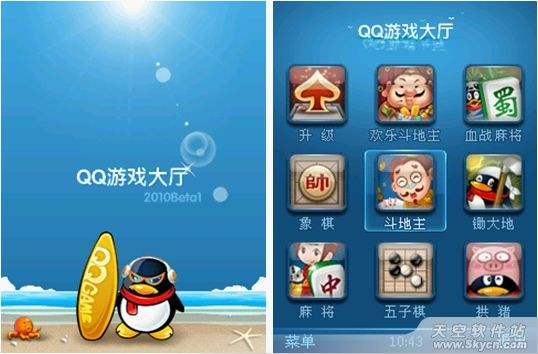 QQ游戏大厅
2010Beta1
QQ GAME
QQ游戏大厅
升 级
欢乐斗地主
血战麻将
蜀
帥
象 棋
斗地主
锄大地
中
麻 将
五子棋
拱 猪
菜单
10:43
天空软件站
www.Skycn.com